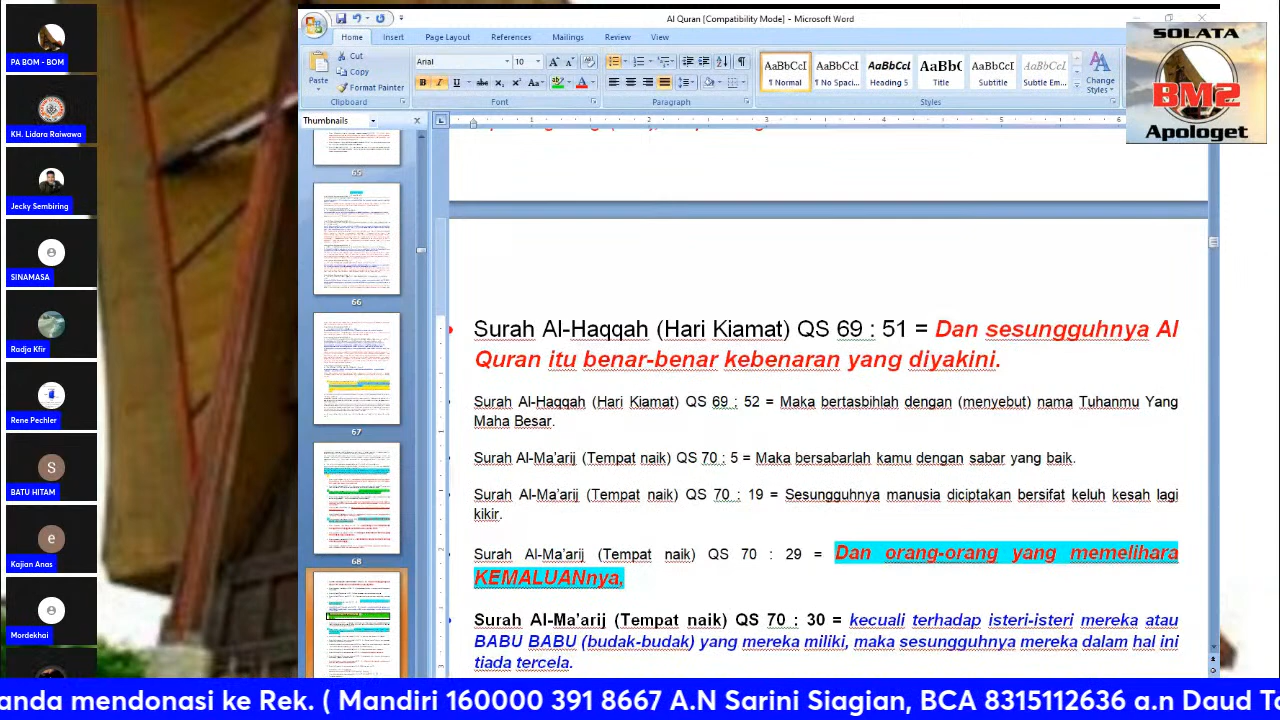 PA BOM - BOM
KH. Lidara Raiwawa
Jecky Sembiring
SINAMASA
Radja Kfir
Rene Pechler
S
BATU HITAM
e
Kajian Anas
Mordekhai
Al Quran [Compatibility Mode] - Microsoft Word
Home Insert Page Layout References Mailings Review View
Paste
Cut
Copy
Format Painter
Clipboard
Arial 10
Font
Paragraph
AaBbCcI AaBbCcI AaBbCcL AaBb( AaBbCcI AaBbCcI
¶ Normal ¶ No Spaci... Heading 5 Title Subtitle Subtle Em...
Change Styles
Styles
SOLATA
BM2
Apologet
Thumbnails
65
66
67
68
1 2 3 4 5 6
Surah Al-Haqqah (Hari Kiamat) QS 69 : 51 = Dan sesungguhnya Al
Quran itu benar-benar kebenaran yang diyakini.
Surah Al-Haqqah (Hari Kiamat) QS 69 : 52 = Maka bertasbihlah dengan (menyebut) nama Tuhanmu Yang
Maha Besar.
Surah Al-Ma'arij (Tempat naik) QS 70 : 5 = Maka bersabarlah kamu dengan sabar yang baik.
Surah Al-Ma'arij (Tempat naik) QS 70 : 19 = Sesungguhnya manusia diciptakan bersifat keluh kesah lagi
kikir.
Surah Al-Ma'arij (Tempat naik) QS 70 : 29 = Dan orang-orang yang memelihara
KEMALUANnya,
Surah Al-Ma'arij (Tempat naik) QS 70 : 30 = kecuali terhadap isteri-isteri mereka atau
BABU BABU (budak-budak) yang mereka miliki, maka sesungguhnya mereka dalam hal ini
tiada tercela.
anda mendonasi ke Rek. ( Mandiri 160000 391 8667 A.N Sarini Siagian, BCA 8315112636 a.n Daud